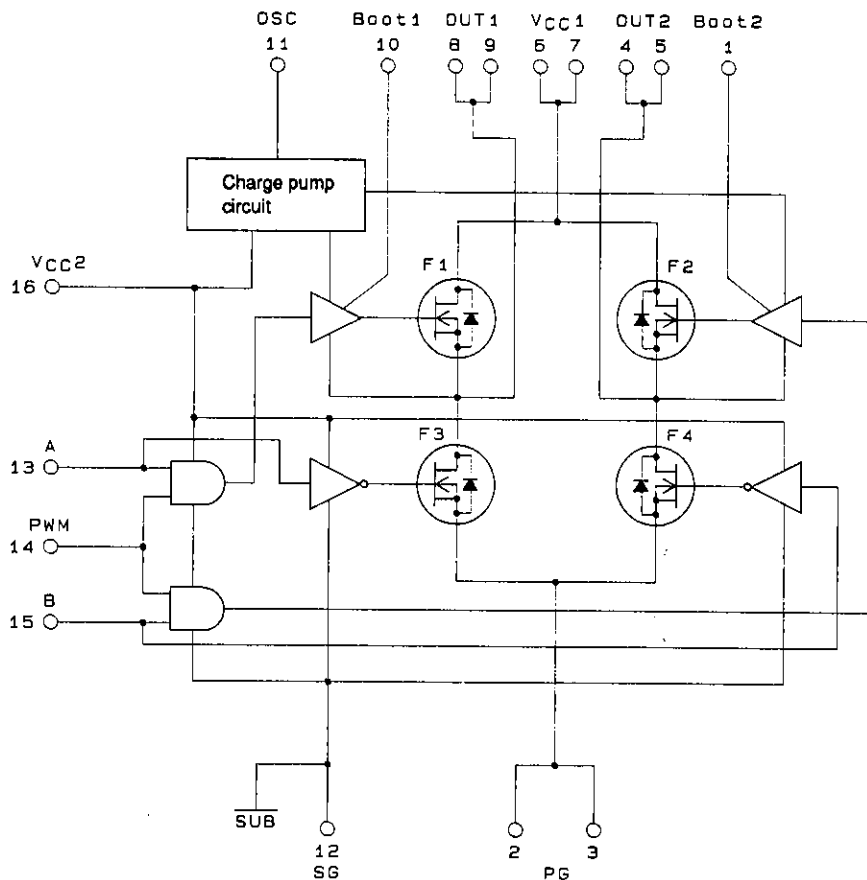 OSC Boot1 OUT1 VCC1 OUT2 Boot2
11 10 8 9 6 7 4 5 1
Charge pump
circuit
VCC2
16
F1 F2
A
13
F3 F4
PWM
14
B
15
SUB
12 2 3
SG PG